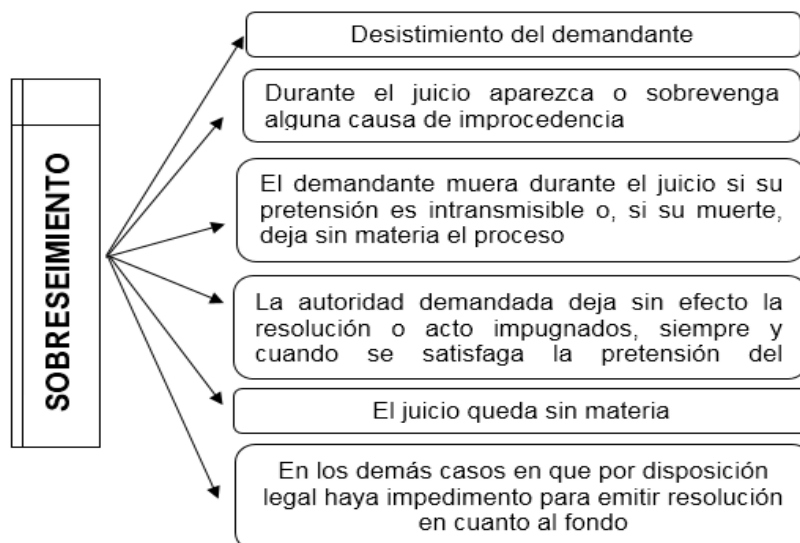 SOBRESEIMIENTO
Desistimiento del demandante
Durante el juicio aparezca o sobrevenga
alguna causa de improcedencia
El demandante muera durante el juicio si su
pretensión es intransmisible o, si su muerte,
deja sin materia el proceso
La autoridad demandada deja sin efecto la
resolución o acto impugnados, siempre y
cuando se satisfaga la pretensión del
El juicio queda sin materia
En los demás casos en que por disposición
legal haya impedimento para emitir resolución
en cuanto al fondo